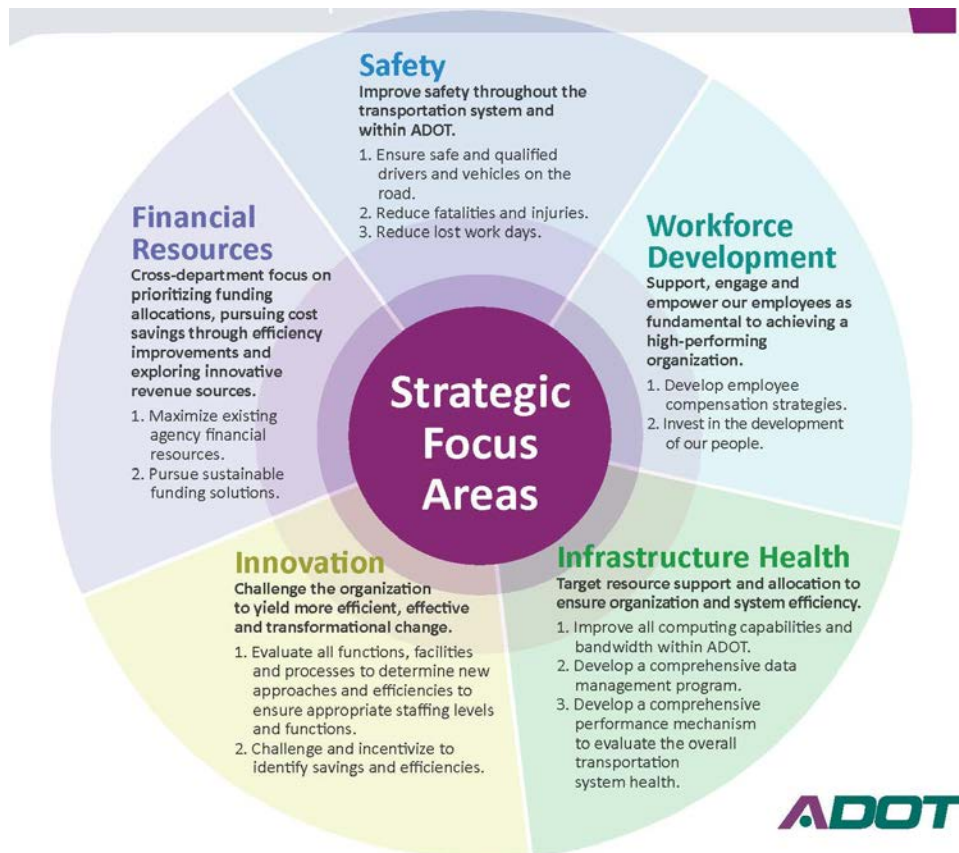 Safety
Improve safety throughout the
transportation system and
within ADOT.
1. Ensure safe and qualified
drivers and vehicles on the
road.
2. Reduce fatalities and injuries.
3. Reduce lost work days.
Workforce
Development
Support, engage and
empower our employees as
fundamental to achieving a
high-performing
organization.
1. Develop employee
compensation strategies.
2. Invest in the development
of our people.
Infrastructure Health
Target resource support and allocation to
ensure organization and system efficiency.
1. Improve all computing capabilities and
bandwidth within ADOT.
2. Develop a comprehensive data
management program.
3. Develop a comprehensive
performance mechanism
to evaluate the overall
transportation
system health.
Innovation
Challenge the organization
to yield more efficient, effective
and transformational change.
1. Evaluate all functions, facilities
and processes to determine new
approaches and efficiencies to
ensure appropriate staffing levels
and functions.
2. Challenge and incentivize to
identify savings and efficiencies.
Financial
Resources
Cross-department focus on
prioritizing funding
allocations, pursuing cost
savings through efficiency
improvements and
exploring innovative
revenue sources.
1. Maximize existing
agency financial
resources.
2. Pursue sustainable
funding solutions.
Strategic
Focus
Areas
ADOT